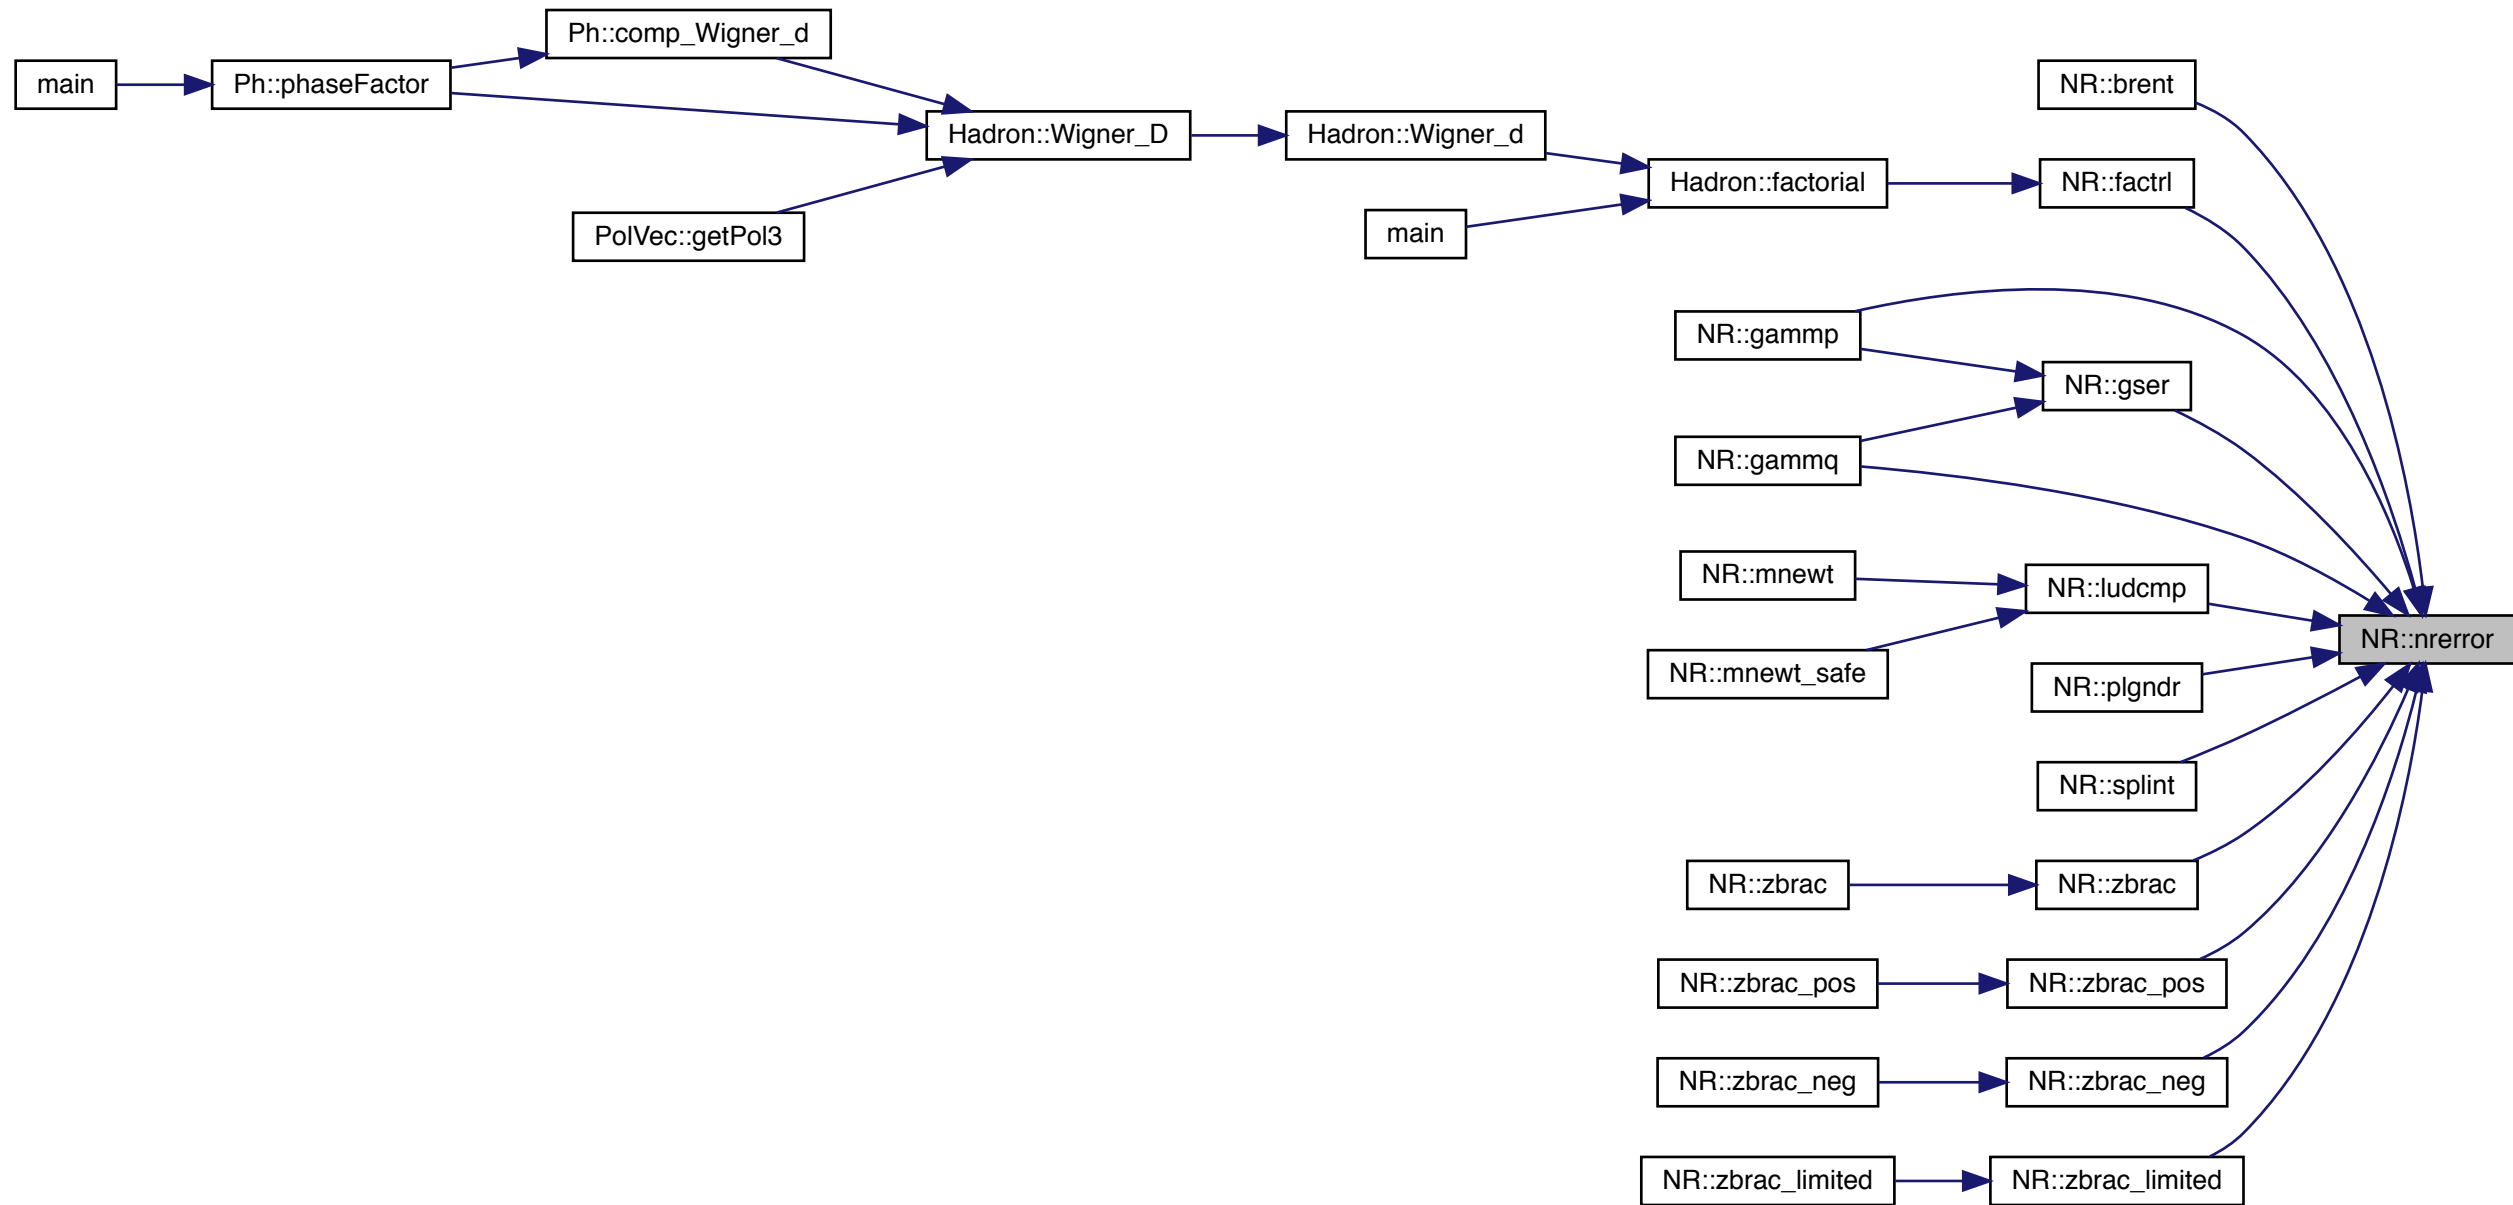 Ph::comp_Wigner_d
main
Ph::phaseFactor
NR::brent
Hadron::Wigner_D
Hadron::Wigner_d
Hadron::factorial
NR::factrl
PolVec::getPol3
main
NR::gammp
NR::gser
NR::gammq
NR::mnewt
NR::ludcmp
NR::nrerror
NR::mnewt_safe
NR::plgndr
NR::splint
NR::zbrac
NR::zbrac
NR::zbrac_pos
NR::zbrac_pos
NR::zbrac_neg
NR::zbrac_neg
NR::zbrac_limited
NR::zbrac_limited